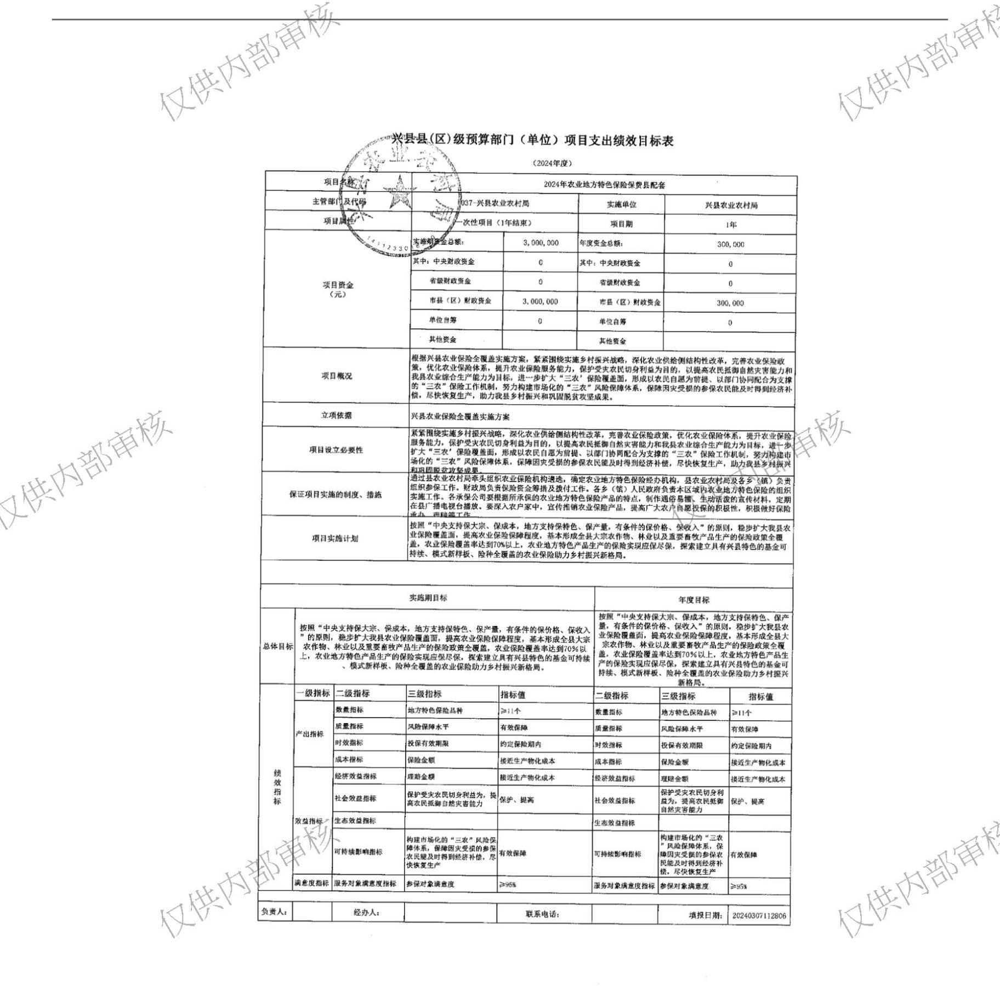 兴县县(区)级预算部门（单位）项目支出绩效目标表
（2024年度）
项目名称 2024年农业地方特色保险保费县配套
主管部门及代码 037-兴县农业农村局 实施单位 兴县农业农村局
项目属性 一次性项目（1年结束） 项目期 1年
项目资金
（元）
实施期资金总额: 3,000,000 年度资金总额: 300,000
其中: 中央财政资金 0 其中: 中央财政资金 0
省级财政资金 0 省级财政资金 0
市县（区）财政资金 3,000,000 市县（区）财政资金 300,000
单位自筹 0 单位自筹 0
其他资金 其他资金
项目概况
根据兴县农业保险全覆盖实施方案，紧紧围绕实施乡村振兴战略，深化农业供给侧结构性改革，完善农业保险政
策，优化农业保险体系，提升农业保险服务能力，保护受灾农民切身利益为目的，以提高农民抵御自然灾害能力和
我县农业综合生产能力为目标，进一步扩大“三农’保险覆盖面，形成以农民自愿为前提、以部门协同配合为支撑
的“三农”保险工作机制，努力构建市场化的“三农”风险保障体系，保障因灾受损的参保农民能及时得到经济补
偿，尽快恢复生产，助力我县乡村振兴和巩固脱贫攻坚成果。
立项依据 兴县农业保险全覆盖实施方案
项目设立必要性
紧紧围绕实施乡村振兴战略，深化农业供给侧结构性改革，完善农业保险政策，优化农业保险体系，提升农业保险
服务能力，保护受灾农民切身利益为目的，以提高农民抵御自然灾害能力和我县农业综合生产能力为目标，进一步
扩大“三农’保险覆盖面，形成以农民自愿为前提、以部门协同配合为支撑的“三农”保险工作机制，努力构建市
场化的“三农”风险保障体系，保障因灾受损的参保农民能及时得到经济补偿，尽快恢复生产，助力我县乡村振兴
和巩固脱贫攻坚成果。
保证项目实施的制度、措施
通过县农业农村局牵头组织农业保险机构遴选，确定农业地方特色保险经办机构，县农业农村局及各乡（镇）负责
组织参保工作。财政局负责保险资金筹措及拨付工作。各乡（镇）人民政府负责本区域内农业地方特色保险的组织
实施工作。各承保公司要根据所承保的农业地方特色保险产品的特点，制作通俗易懂、生动活泼的宣传材料，定期
在县广播电视台播放。要深入农户家中，宣传推销农业保险产品，提高广大农户自愿投保的积极性，积极做好保险
承办、理赔等工作
项目实施计划
按照“中央支持保大宗、保成本，地方支持保特色、保产量，有条件的保价格、保收入”的原则，稳步扩大我县农
业保险覆盖面，提高农业保险保障程度，基本形成全县大宗农作物、林业以及重要畜牧产品生产的保险政策全覆
盖，农业保险覆盖率达到70%以上，农业地方特色产品生产的保险实现应保尽保，探索建立具有兴县特色的基金可
持续、模式新样板、险种全覆盖的农业保险助力乡村振兴新格局。
实施期目标 年度目标
总体目标
按照“中央支持保大宗、保成本，地方支持保特色、保产量，有条件的保价格、保收入
”的原则，稳步扩大我县农业保险覆盖面，提高农业保险保障程度，基本形成全县大宗
农作物、林业以及重要畜牧产品生产的保险政策全覆盖，农业保险覆盖率达到70%以
上，农业地方特色产品生产的保险实现应保尽保，探索建立具有兴县特色的基金可持续
、模式新样板、险种全覆盖的农业保险助力乡村振兴新格局。
按照“中央支持保大宗、保成本，地方支持保特色、保产
量，有条件的保价格、保收入”的原则，稳步扩大我县农
业保险覆盖面，提高农业保险保障程度，基本形成全县大
宗农作物、林业以及重要畜牧产品生产的保险政策全覆
盖，农业保险覆盖率达到70%以上，农业地方特色产品生
产的保险实现应保尽保，探索建立具有兴县特色的基金可
持续、模式新样板、险种全覆盖的农业保险助力乡村振兴
新格局。
绩效指标
一级指标 二级指标 三级指标 指标值 二级指标 三级指标 指标值
产出指标
数量指标 地方特色保险品种 ≥11个 数量指标 地方特色保险品种 ≥11个
质量指标 风险保障水平 有效保障 质量指标 风险保障水平 有效保障
时效指标 投保有效期限 约定保险期内 时效指标 投保有效期限 约定保险期内
成本指标 保险金额 接近生产物化成本 成本指标 保险金额 接近生产物化成本
效益指标
经济效益指标 理赔金额 接近生产物化成本 经济效益指标 理赔金额 接近生产物化成本
社会效益指标 保护受灾农民切身利益为，提
高农民抵御自然灾害能力 保护、提高
社会效益指标 保护受灾农民切身利
益为，提高农民抵御
自然灾害能力 保护、提高
生态效益指标 生态效益指标
可持续影响指标 构建市场化的“三农”风险保
障体系，保障因灾受损的参保
农民能及时得到经济补偿，尽
快恢复生产 有效保障
可持续影响指标 构建市场化的“三农
”风险保障体系，保
障因灾受损的参保农
民能及时得到经济补
偿，尽快恢复生产 有效保障
满意度指标 服务对象满意度指标 参保对象满意度 ≥95% 服务对象满意度指标 参保对象满意度 ≥95%
负责人: 经办人: 联系电话: 填报日期: 20240307112806
仅供内部审核
仅供内部审核
仅供内部审核
仅供内部审核
仅供内部审核
仅供内部审核